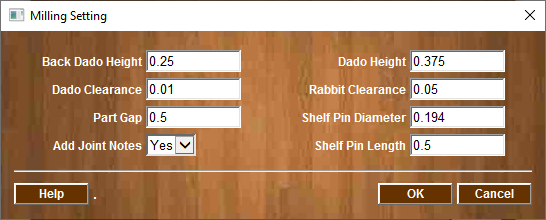 Milling Setting
Back Dado Height 0.25 Dado Height 0.375
Dado Clearance 0.01 Rabbit Clearance 0.05
Part Gap 0.5 Shelf Pin Diameter 0.194
Add Joint Notes Yes Shelf Pin Length 0.5
Help . OK Cancel